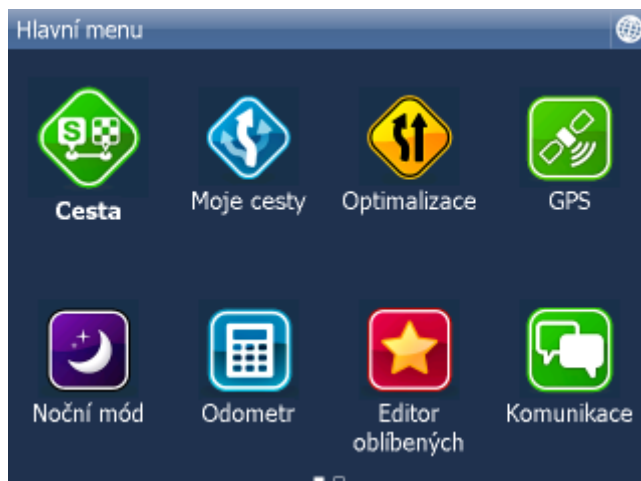 Hlavní menu
S
Cesta
Moje cesty
Optimalizace
GPS
Noční mód
Odometr
Editor
oblíbených
Komunikace